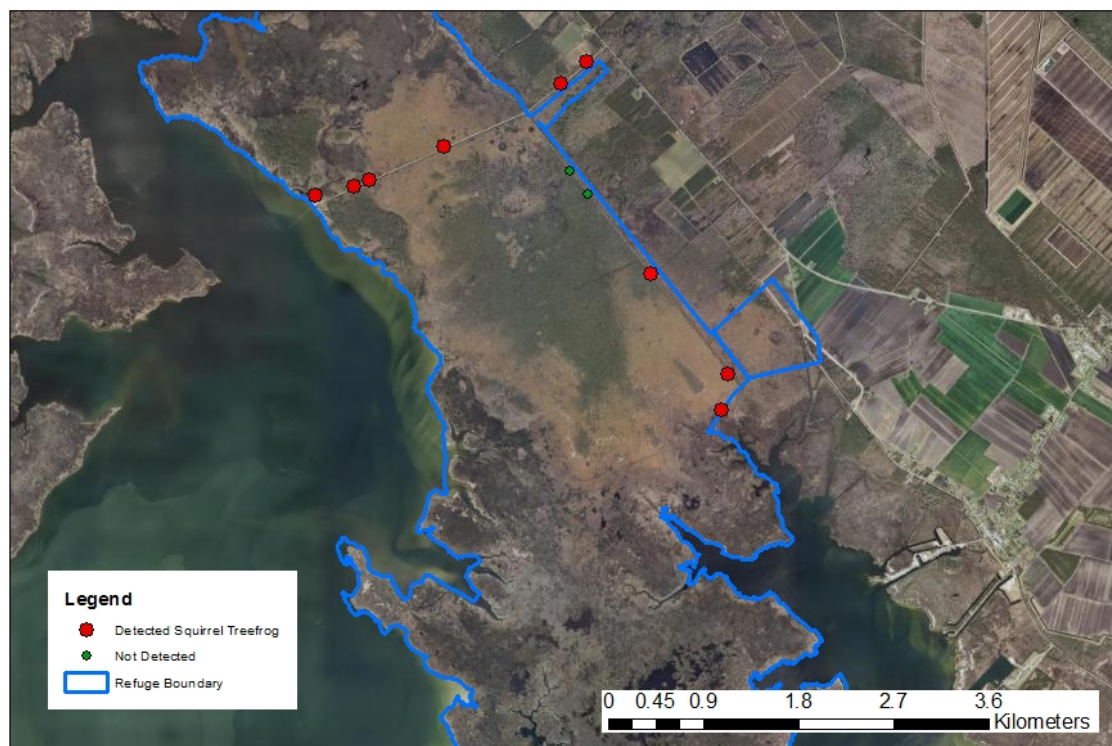 Legend
Detected Squirrel Treefrog
Not Detected
Refuge Boundary
0 0.45 0.9 1.8 2.7 3.6
Kilometers